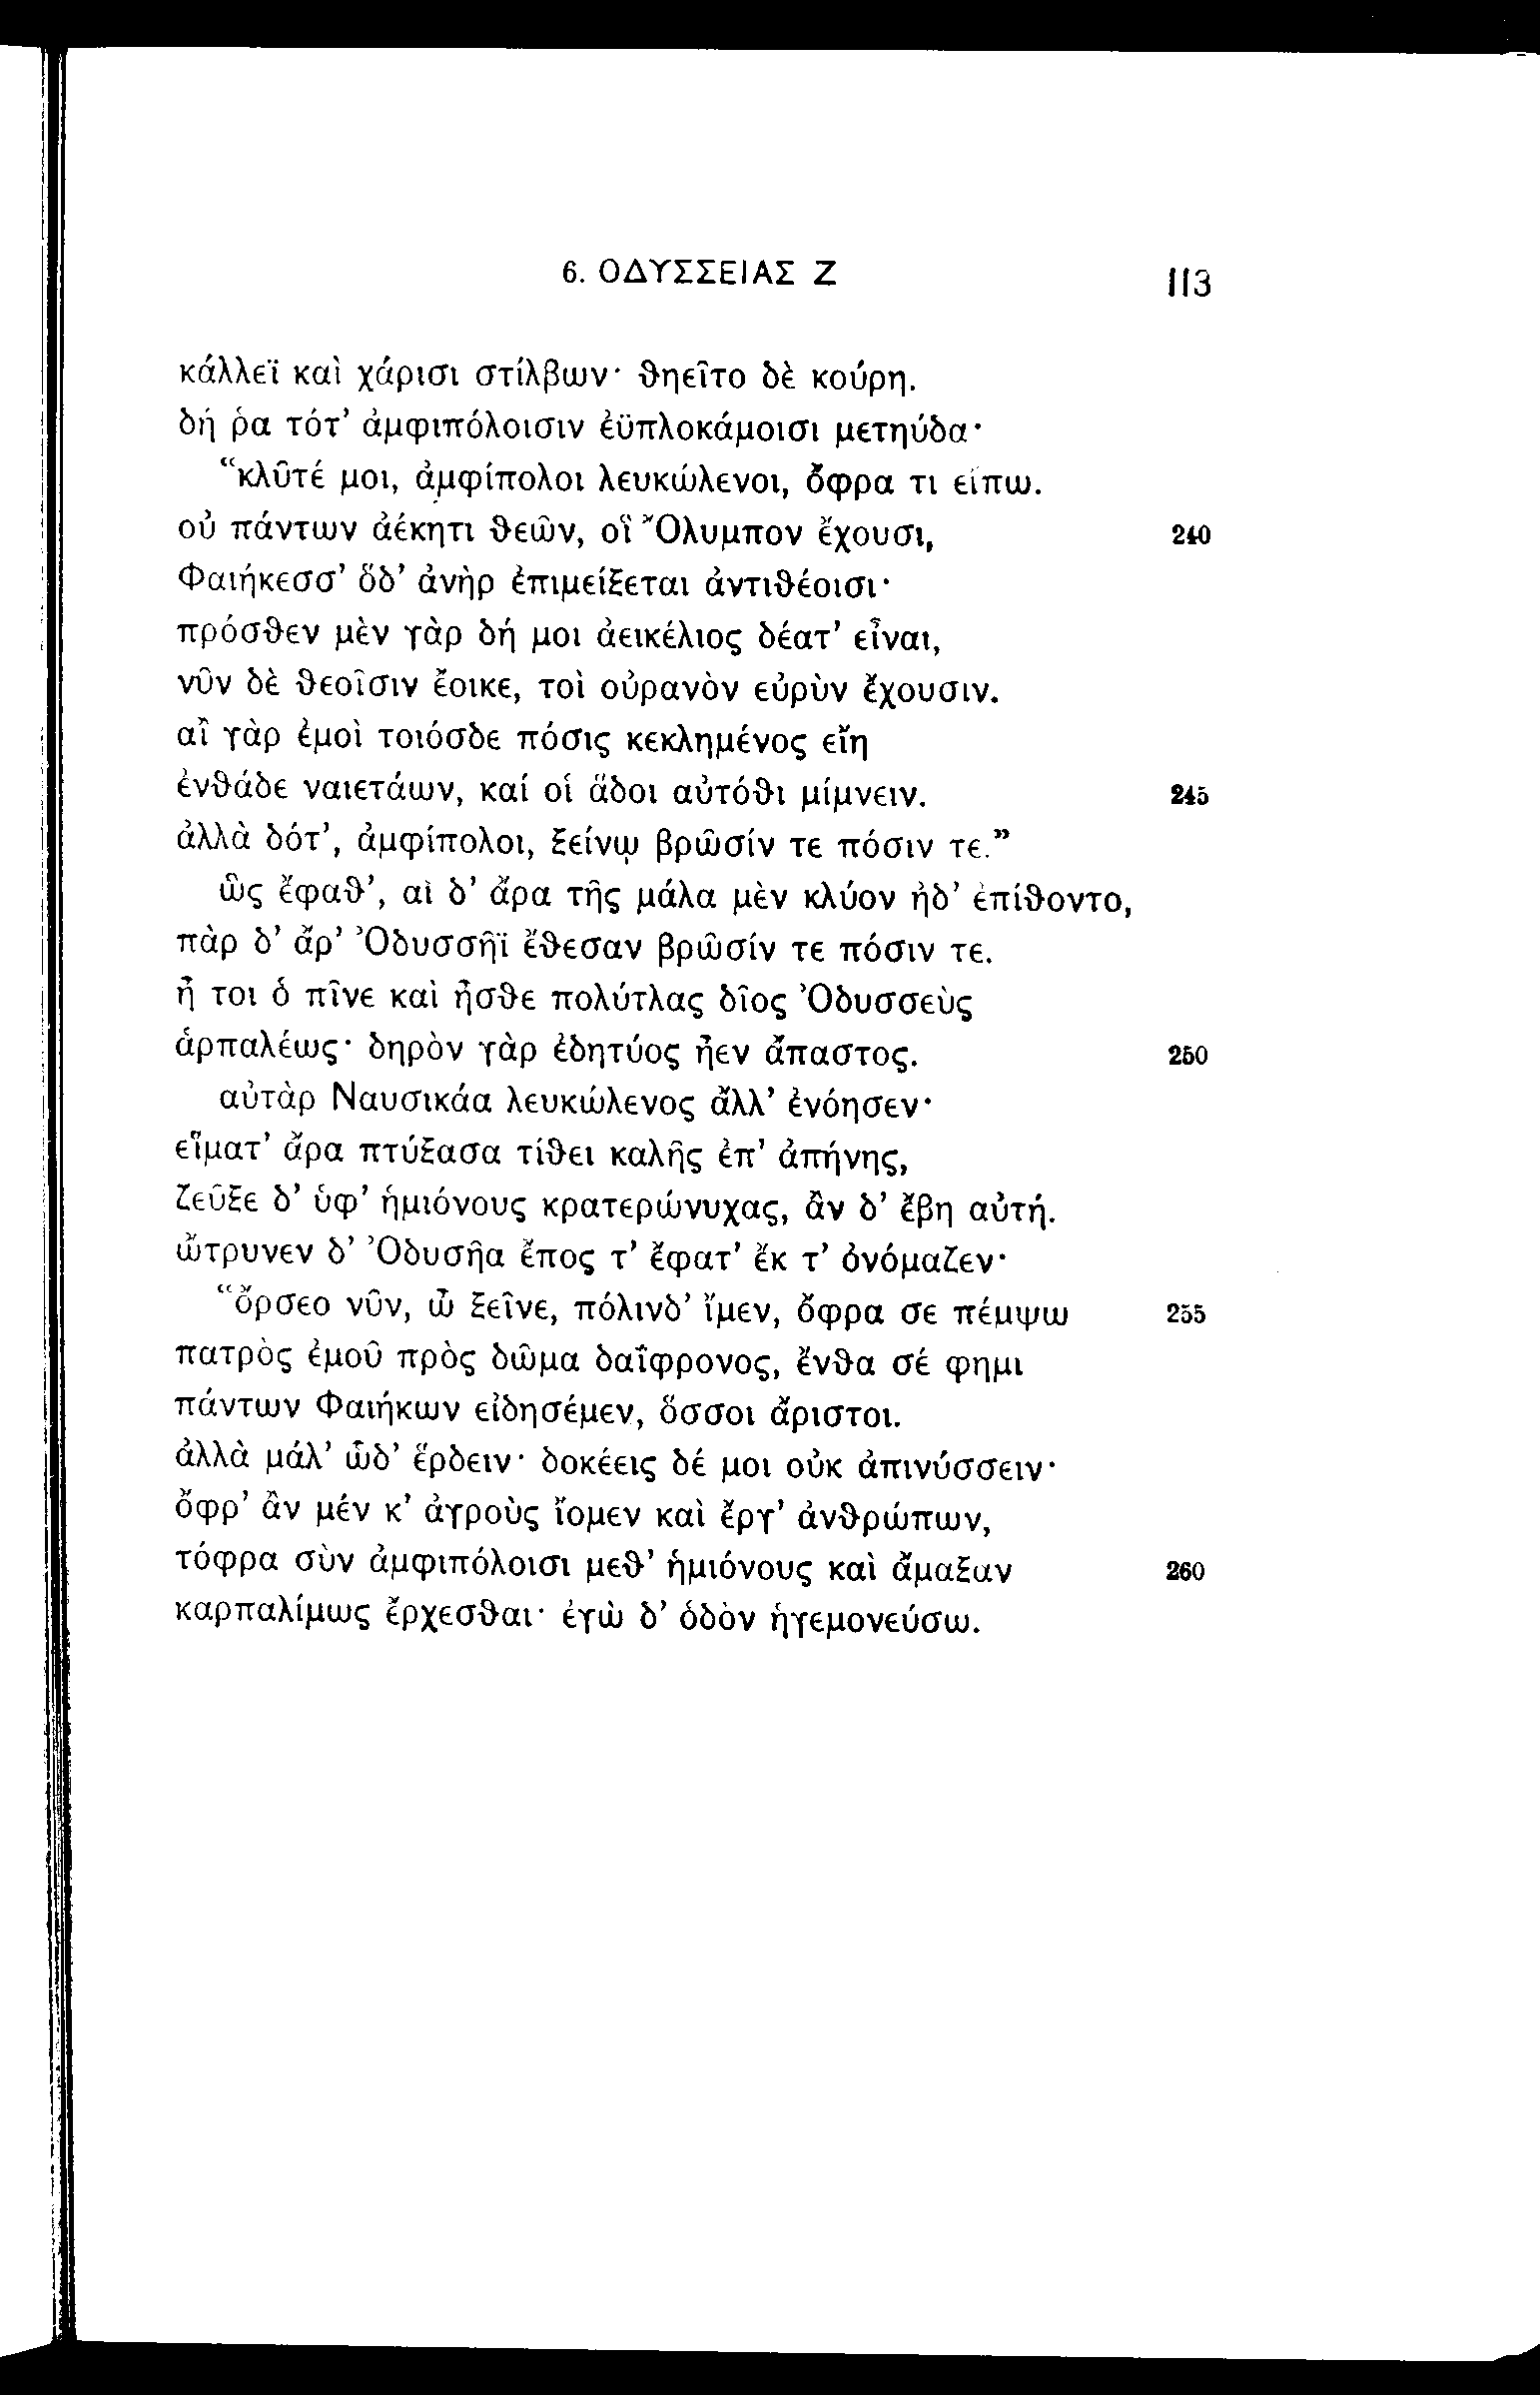 6. ΟΔΥΣΣΕΙΑΣ Ζ 113
κάλλεϊ καὶ χάρισι στίλβων· ϑηεῖτο δὲ κούρη.
δή ῥα τότ’ ἀμφιπόλοισιν ἐϋπλοκάμοισι μετηύδα·
“κλῦτέ μοι, ἀμφίπολοι λευκώλενοι, ὄφρα τι εἴπω.
οὐ πάντων ἀέκητι ϑεῶν, οἳ Ὄλυμπον ἔχουσι, 240
Φαιήκεσσ’ ὅδ’ ἀνὴρ ἐπιμείξεται ἀντιϑέοισι·
πρόσϑεν μὲν γὰρ δή μοι ἀεικέλιος δέατ’ εἶναι,
νῦν δὲ ϑεοῖσιν ἔοικε, τοὶ οὐρανὸν εὐρὺν ἔχουσιν.
αἲ γὰρ ἐμοὶ τοιόσδε πόσις κεκλημένος εἴη
ἐνϑάδε ναιετάων, καί οἱ ἅδοι αὐτόϑι μίμνειν. 245
ἀλλὰ δότ’, ἀμφίπολοι, ξείνῳ βρῶσίν τε πόσιν τε.”
ὣς ἔφαϑ’, αἱ δ’ ἄρα τῆς μάλα μὲν κλύον ἠδ’ ἐπίϑοντο,
πὰρ δ’ ἄρ’ Ὀδυσσῆϊ ἔϑεσαν βρῶσίν τε πόσιν τε.
ἦ τοι ὁ πῖνε καὶ ἦσϑε πολύτλας δῖος Ὀδυσσεὺς
ἁρπαλέως· δηρὸν γὰρ ἐδητύος ἦεν ἄπαστος. 250
αὐτὰρ Ναυσικάα λευκώλενος ἄλλ’ ἐνόησεν·
εἵματ’ ἄρα πτύξασα τίϑει καλῆς ἐπ’ ἀπήνης,
ζεῦξε δ’ ὑφ’ ἡμιόνους κρατερώνυχας, ἂν δ’ ἔβη αὐτή.
ὤτρυνεν δ’ Ὀδυσῆα ἔπος τ’ ἔφατ’ ἔκ τ’ ὀνόμαζεν·
“ὄρσεο νῦν, ὦ ξεῖνε, πόλινδ’ ἴμεν, ὄφρα σε πέμψω 255
πατρὸς ἐμοῦ πρὸς δῶμα δαΐφρονος, ἔνϑα σέ φημι
πάντων Φαιήκων εἰδησέμεν, ὅσσοι ἄριστοι.
ἀλλὰ μάλ’ ὧδ’ ἕρδειν· δοκέεις δέ μοι οὐκ ἀπινύσσειν·
ὄφρ’ ἂν μέν κ’ ἀγροὺς ἴομεν καὶ ἔργ’ ἀνϑρώπων,
τόφρα σὺν ἀμφιπόλοισι μεϑ’ ἡμιόνους καὶ ἄμαξαν 260
καρπαλίμως ἔρχεσϑαι· ἐγὼ δ’ ὁδὸν ἡγεμονεύσω.